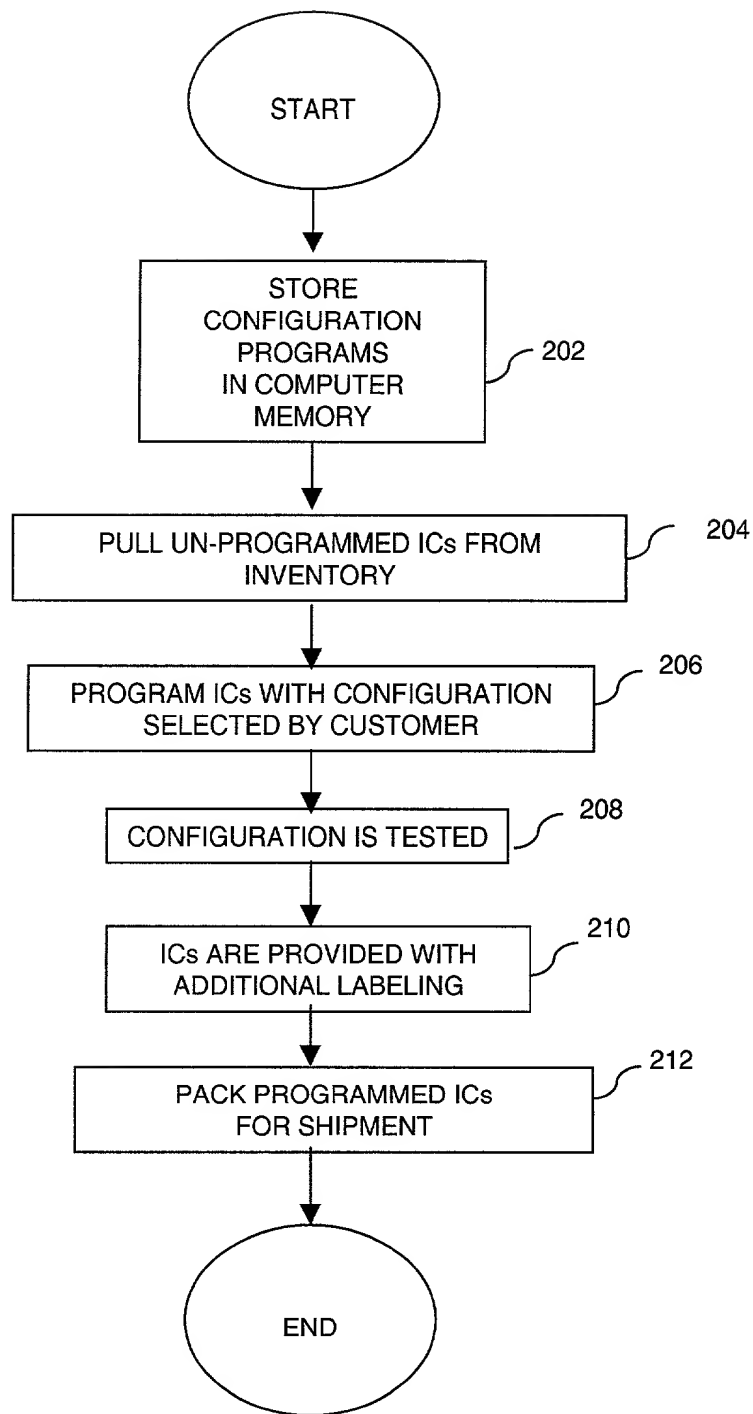 START
STORE
CONFIGURATION
PROGRAMS
IN COMPUTER
MEMORY
202
PULL UN-PROGRAMMED ICs FROM
INVENTORY
204
PROGRAM ICs WITH CONFIGURATION
SELECTED BY CUSTOMER
206
CONFIGURATION IS TESTED
208
ICs ARE PROVIDED WITH
ADDITIONAL LABELING
210
PACK PROGRAMMED ICs
FOR SHIPMENT
212
END